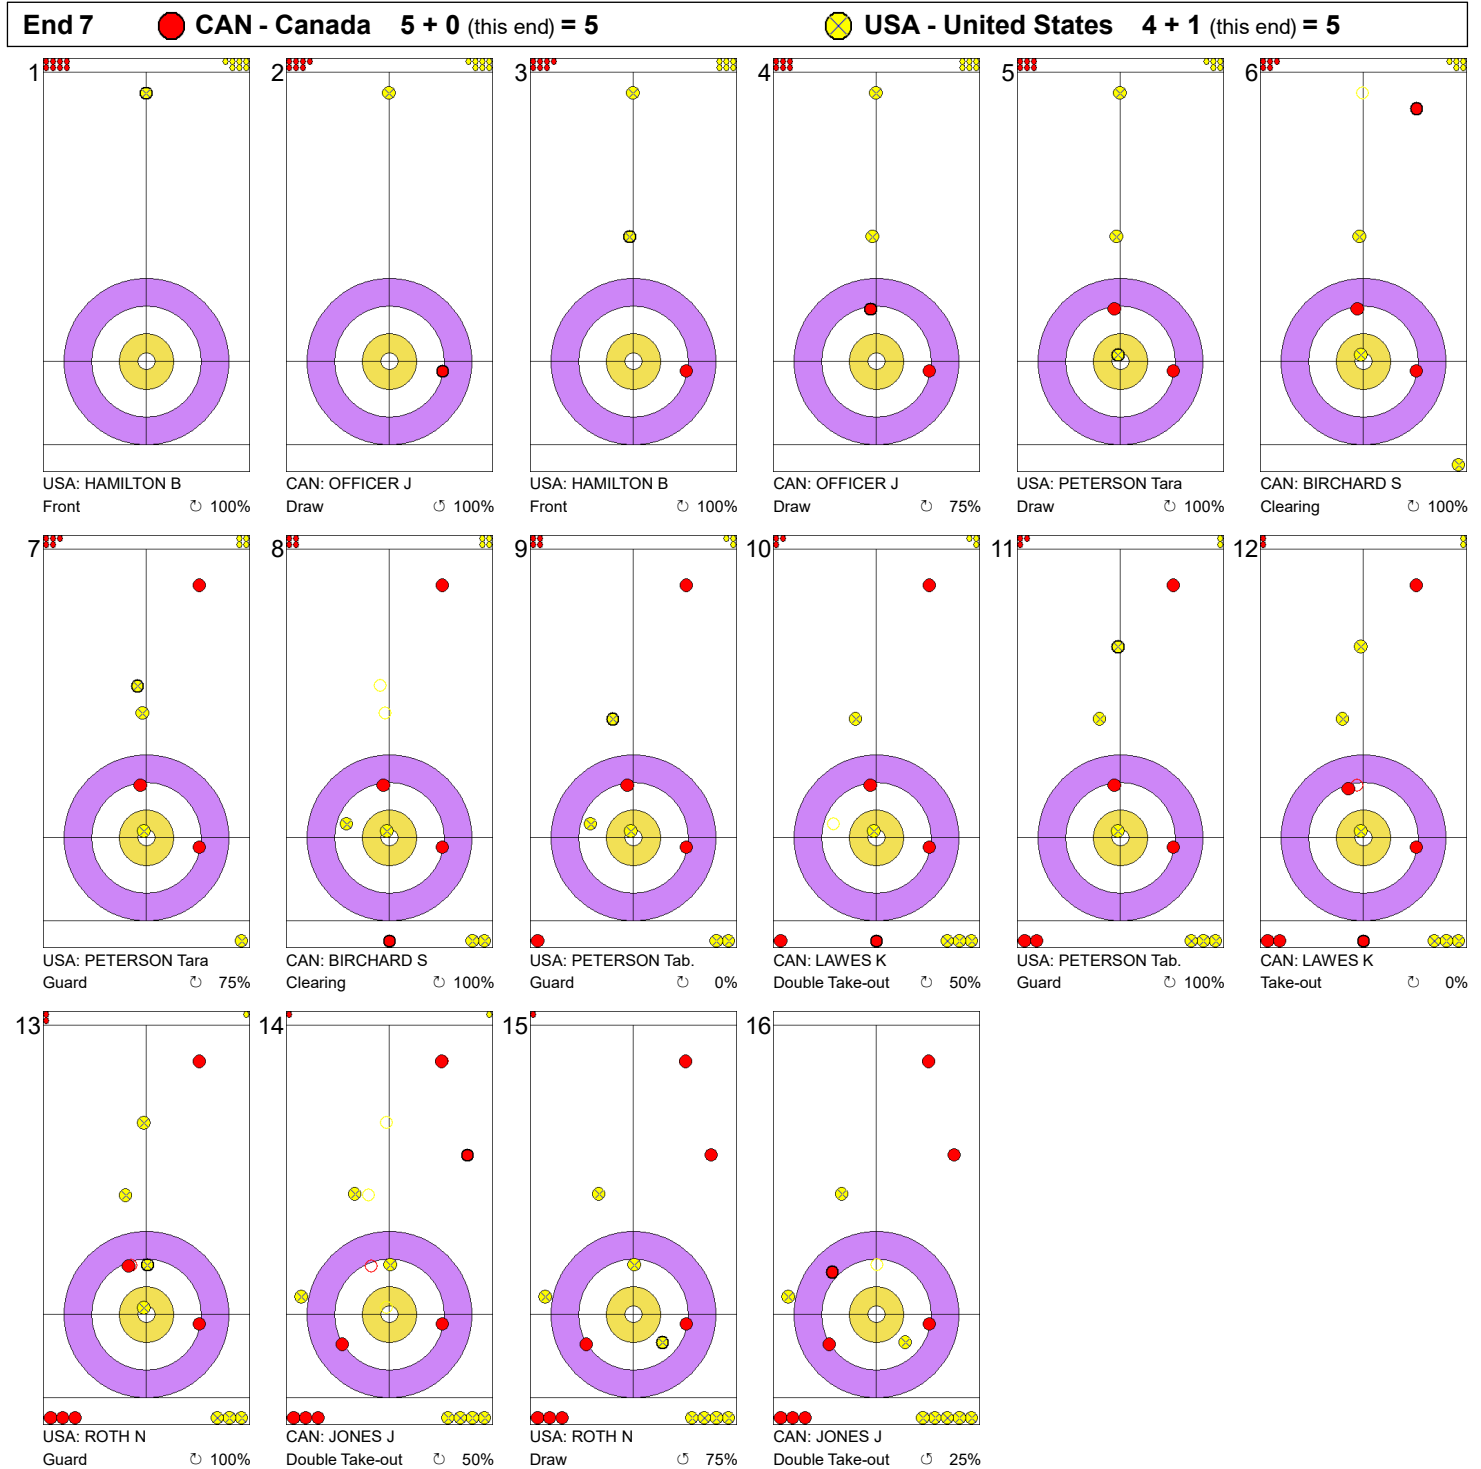 End 7 CAN - Canada 5 + 0 (this end) = 5 USA - United States 4 + 1 (this end) = 5
1 2 3 4 5 6
USA: HAMILTON B CAN: OFFICER J USA: HAMILTON B CAN: OFFICER J USA: PETERSON Tara CAN: BIRCHARD S
Front ↻ 100% Draw ↻ 100% Front ↻ 100% Draw ↺ 75% Draw ↻ 100% Clearing ↻ 100%
7 8 9 10 11 12
USA: PETERSON Tara CAN: BIRCHARD S USA: PETERSON Tab. CAN: LAWES K USA: PETERSON Tab. CAN: LAWES K
Guard ↻ 75% Clearing ↻ 100% Guard ↻ 0% Double Take-out ↺ 50% Guard ↻ 100% Take-out ↻ 0%
13 14 15 16
USA: ROTH N CAN: JONES J USA: ROTH N CAN: JONES J
Guard ↻ 100% Double Take-out ↺ 50% Draw ↺ 75% Double Take-out ↺ 25%